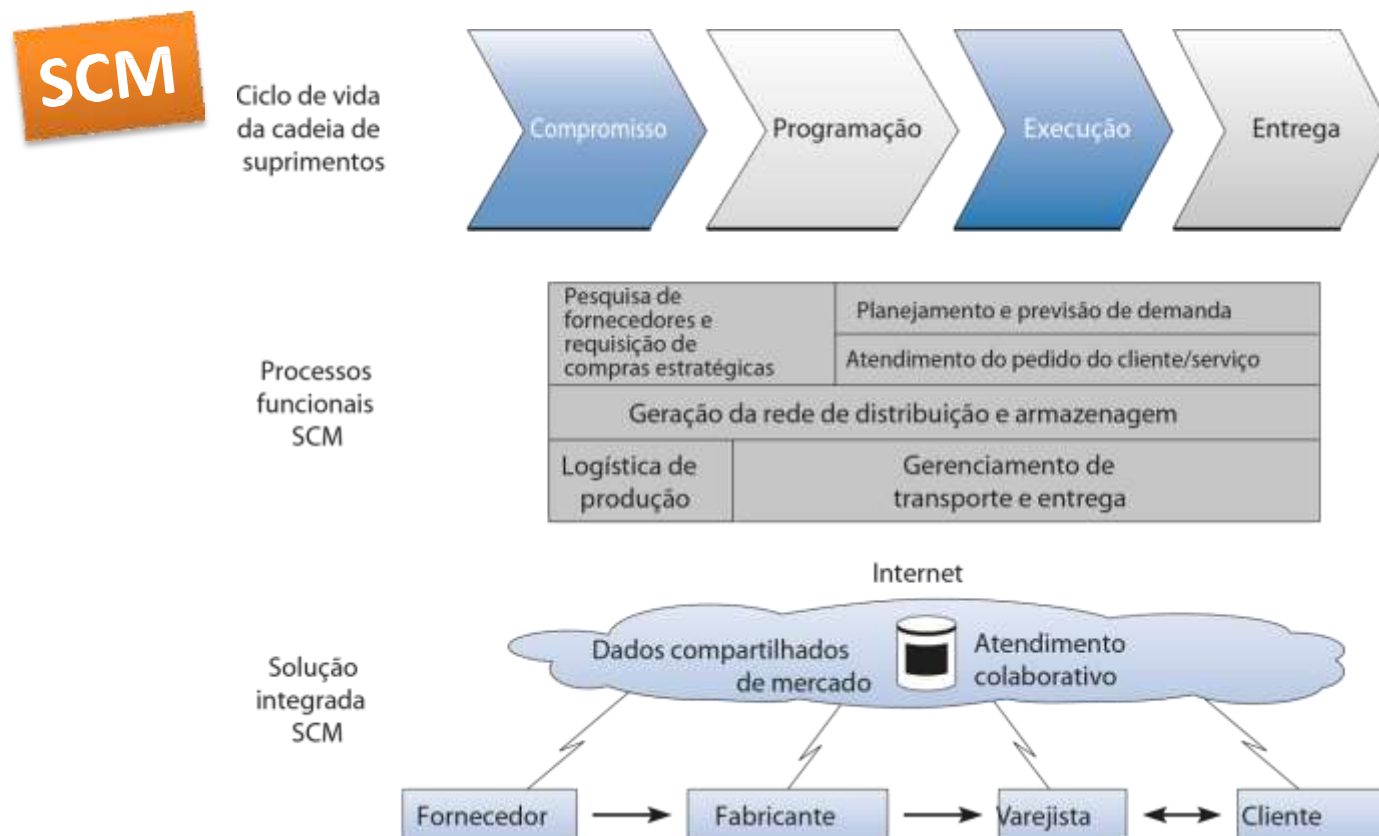 SCM
Ciclo de vida
da cadeia de
suprimentos
Compromisso
Programação
Execução
Entrega
Processos
funcionais
SCM
Pesquisa de
fornecedores e
requisição de
compras estratégicas
Planejamento e previsão de demanda
Atendimento do pedido do cliente/serviço
Geração da rede de distribuição e armazenagem
Logística de
produção
Gerenciamento de
transporte e entrega
Solução
integrada
SCM
Internet
Dados compartilhados
de mercado
Atendimento
colaborativo
Fornecedor
Fabricante
Varejista
Cliente